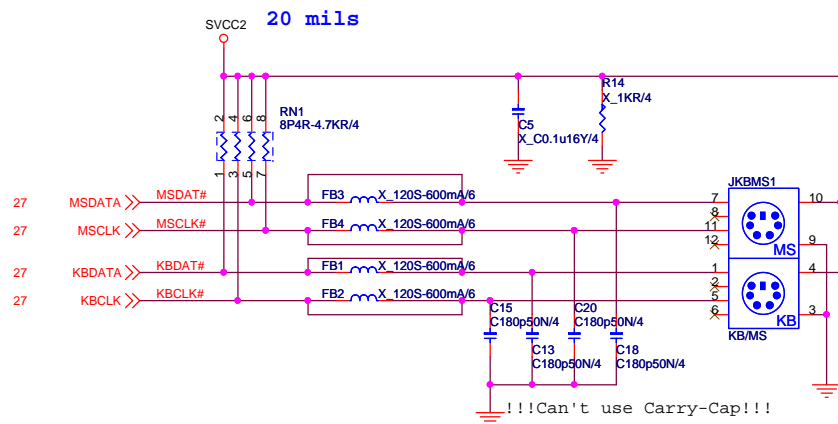 SVCC2
20 mils
R14
X_1KR/4
C5
X_C0.1u16Y/4
2
4
6
8
RN1
8P4R-4.7KR/4
1
3
5
7
27
MSDATA
MSDAT#
FB3
X_120S-600mA/6
27
MSCLK
MSCLK#
FB4
X_120S-600mA/6
27
KBDATA
KBDAT#
FB1
X_120S-600mA/6
27
KBCLK
KBCLK#
FB2
X_120S-600mA/6
JKBMS1
7
8
11
12
10
9
MS
1
2
5
6
4
3
KB
KB/MS
C15
C180p50N/4
C20
C180p50N/4
C13
C180p50N/4
C18
C180p50N/4
!!!Can't use Carry-Cap!!!